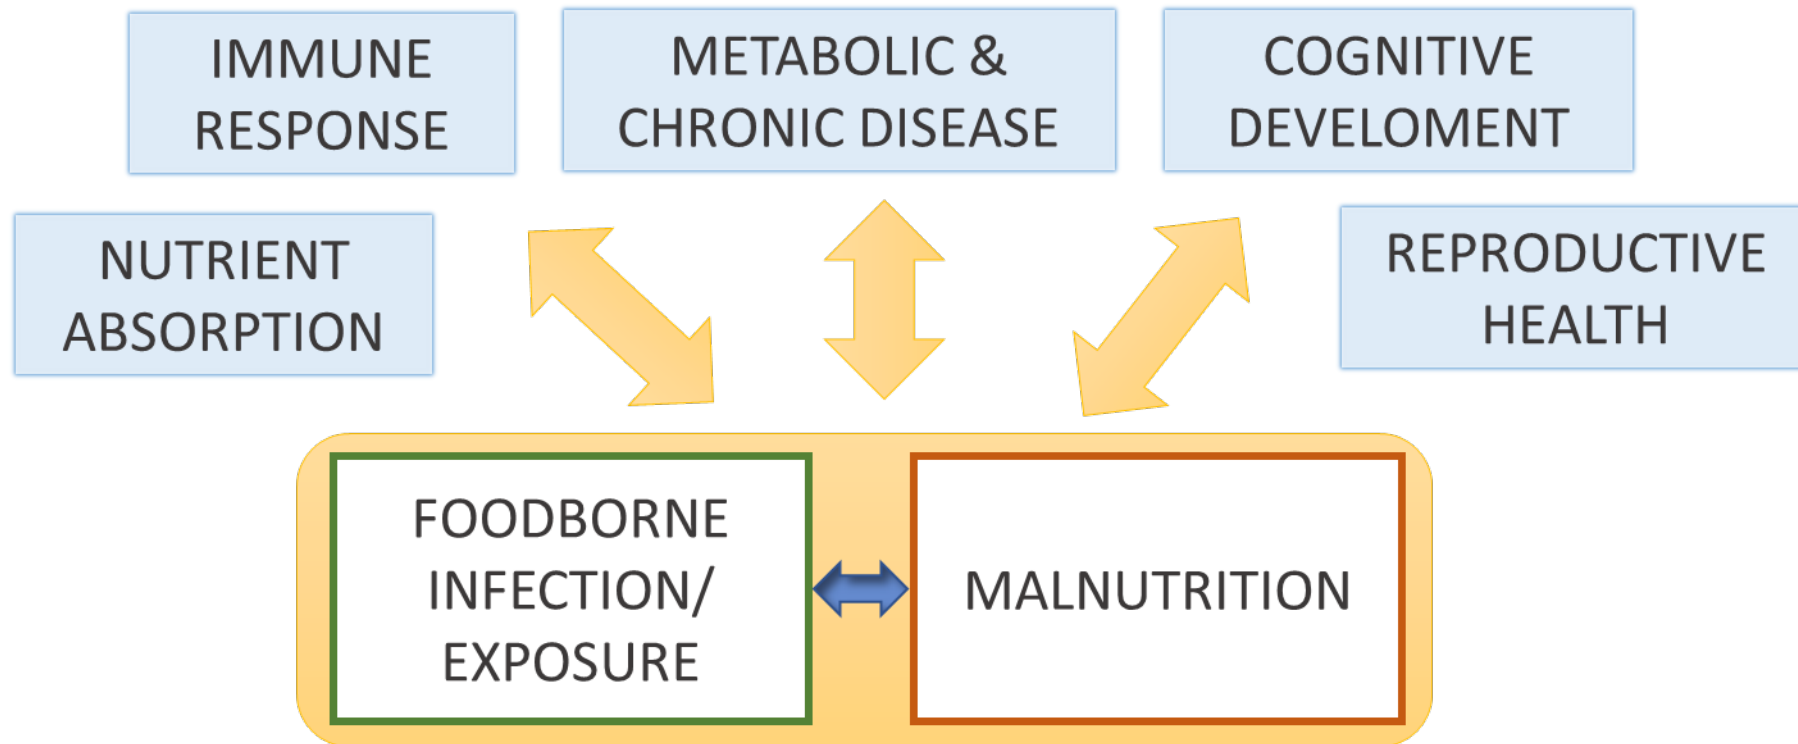 IMMUNE
RESPONSE
METABOLIC &
CHRONIC DISEASE
COGNITIVE
DEVELOMENT
NUTRIENT
ABSORPTION
REPRODUCTIVE
HEALTH
FOODBORNE
INFECTION/
EXPOSURE
MALNUTRITION